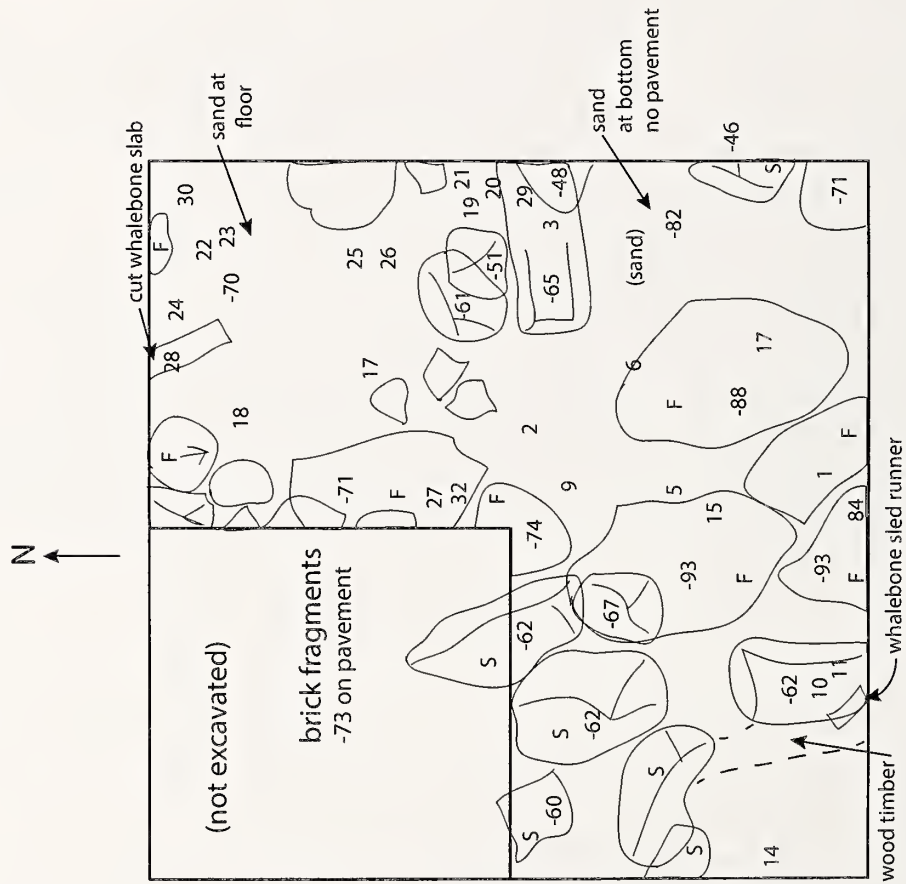 N
cut whalebone slab
F
F
28
24
30
22
23
-70
sand at
floor
18
(not excavated)
brick fragments
-73 on pavement
-71
F
27
32
25
26
17
21
19
20
-61
-51
29
-48
3
-65
F
-74
2
9
S
-62
S
-60
S
-62
-67
sand
at bottom
no pavement
(sand)
-82
6
F
-88
17
5
15
-93
F
S
S
-46
S
-71
14
-62
10
11
-93
F
84
1
F
wood timber
whalebone sled runner